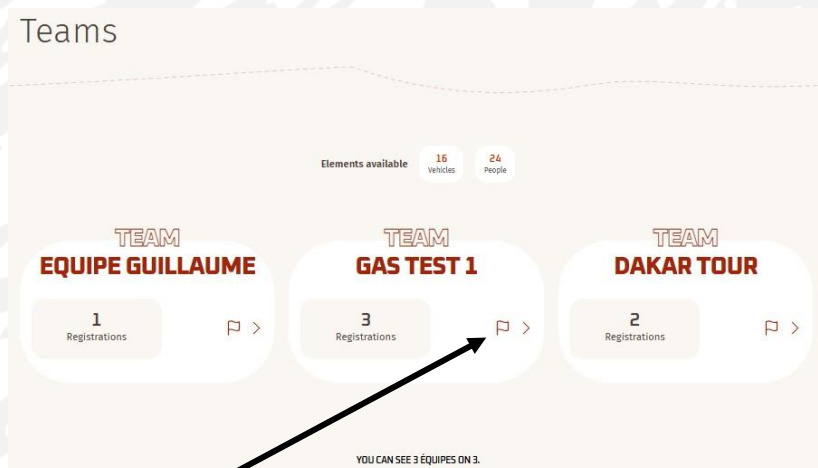 Teams
Elements available
16
Vehicles
24
People
TEAM
EQUIPE GUILLAUME
1
Registrations
TEAM
GAS TEST 1
3
Registrations
TEAM
DAKAR TOUR
2
Registrations
YOU CAN SEE 3 ÉQUIPES ON 3.